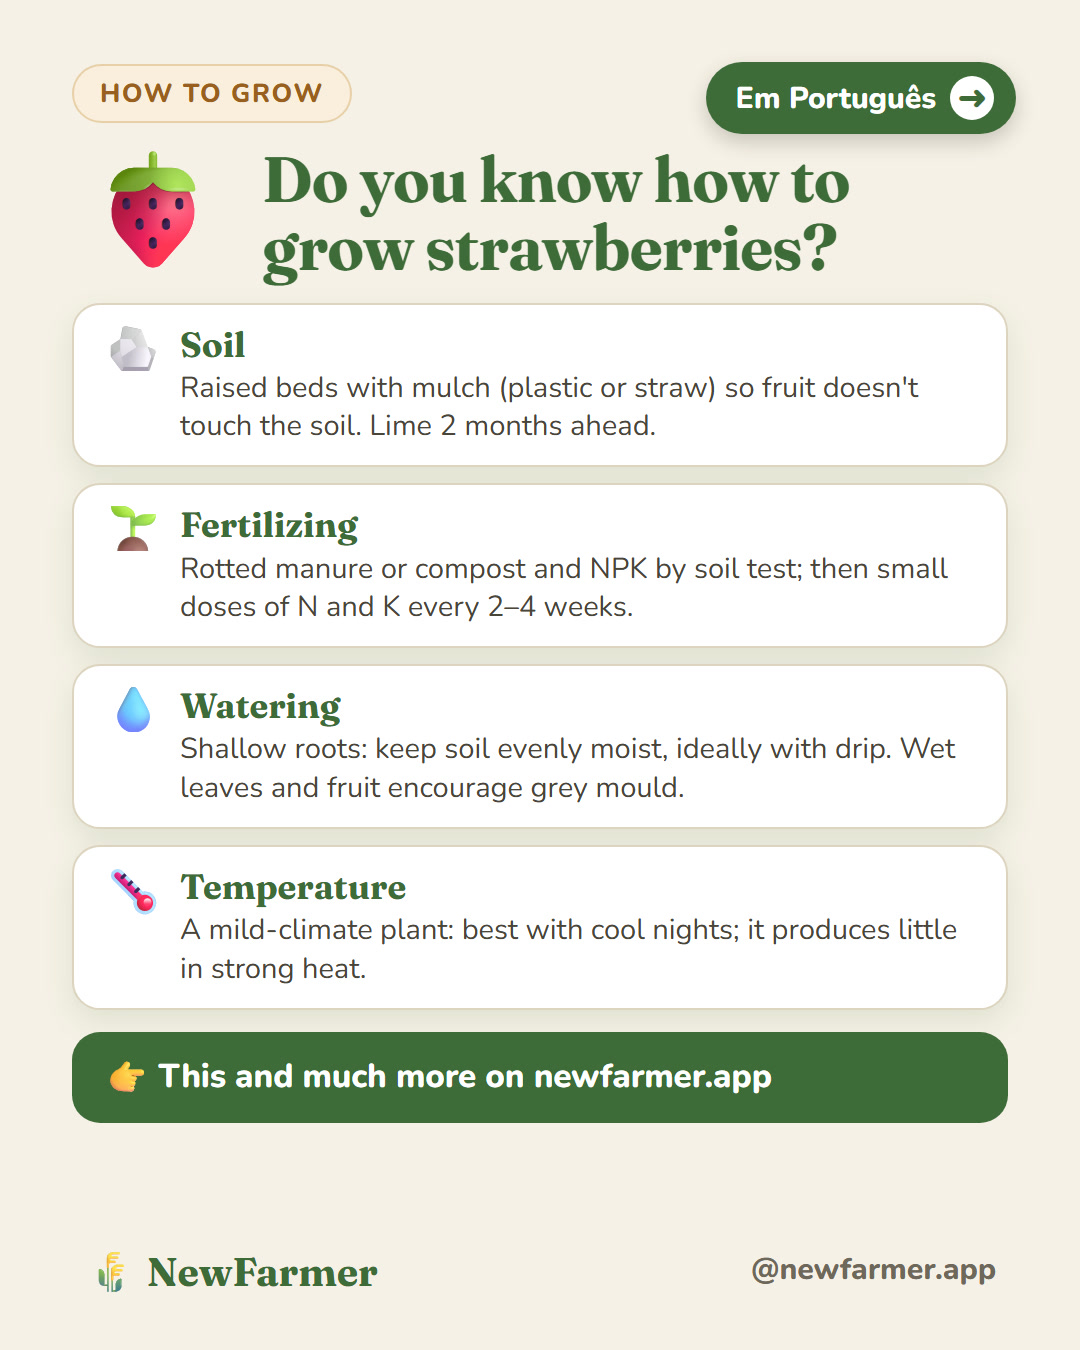 HOW TO GROW
Em Português
Do you know how to
grow strawberries?
Soil
Raised beds with mulch (plastic or straw) so fruit doesn't
touch the soil. Lime 2 months ahead.
Fertilizing
Rotted manure or compost and NPK by soil test; then small
doses of N and K every 2–4 weeks.
Watering
Shallow roots: keep soil evenly moist, ideally with drip. Wet
leaves and fruit encourage grey mould.
Temperature
A mild-climate plant: best with cool nights; it produces little
in strong heat.
This and much more on newfarmer.app
NewFarmer
@newfarmer.app